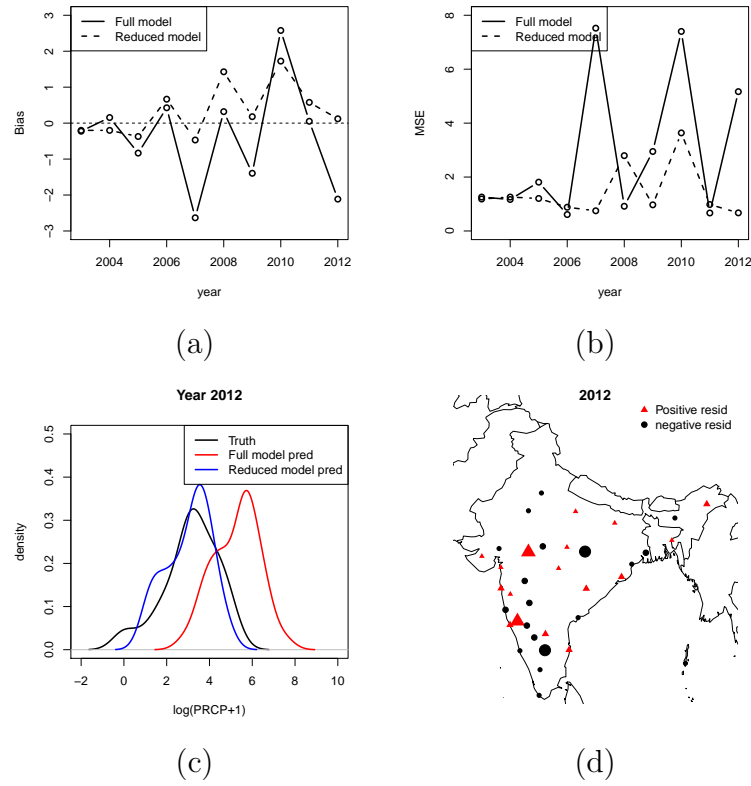 Full model
Reduced model
Bias
3
2
1
0
-1
-2
-3
2004 2006 2008 2010 2012
year
(a)
Full model
Reduced model
MSE
8
6
4
2
0
2004 2006 2008 2010 2012
year
(b)
Year 2012
Truth
Full model pred
Reduced model pred
density
0.5
0.4
0.3
0.2
0.1
0.0
−2 0 2 4 6 8 10
log(PRCP+1)
(c)
2012
Positive resid
negative resid
(d)